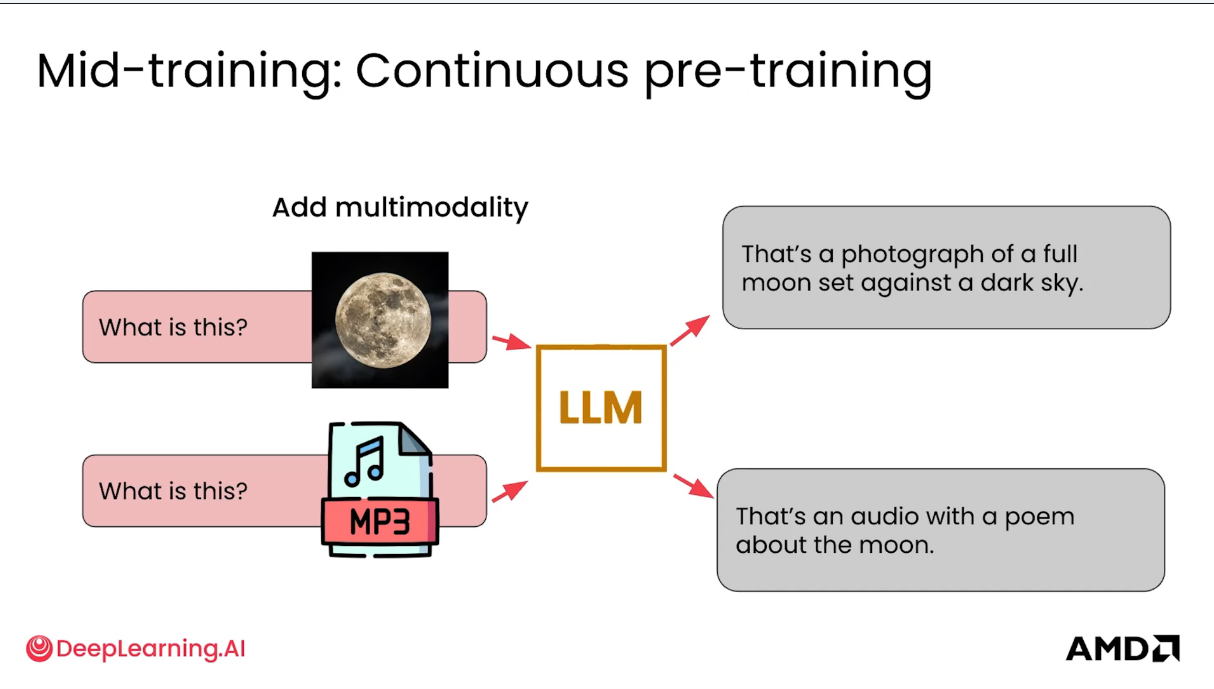 Mid-training: Continuous pre-training
Add multimodality
What is this?
That’s a photograph of a full
moon set against a dark sky.
LLM
What is this?
MP3
That’s an audio with a poem
about the moon.
DeepLearning.AI
AMD